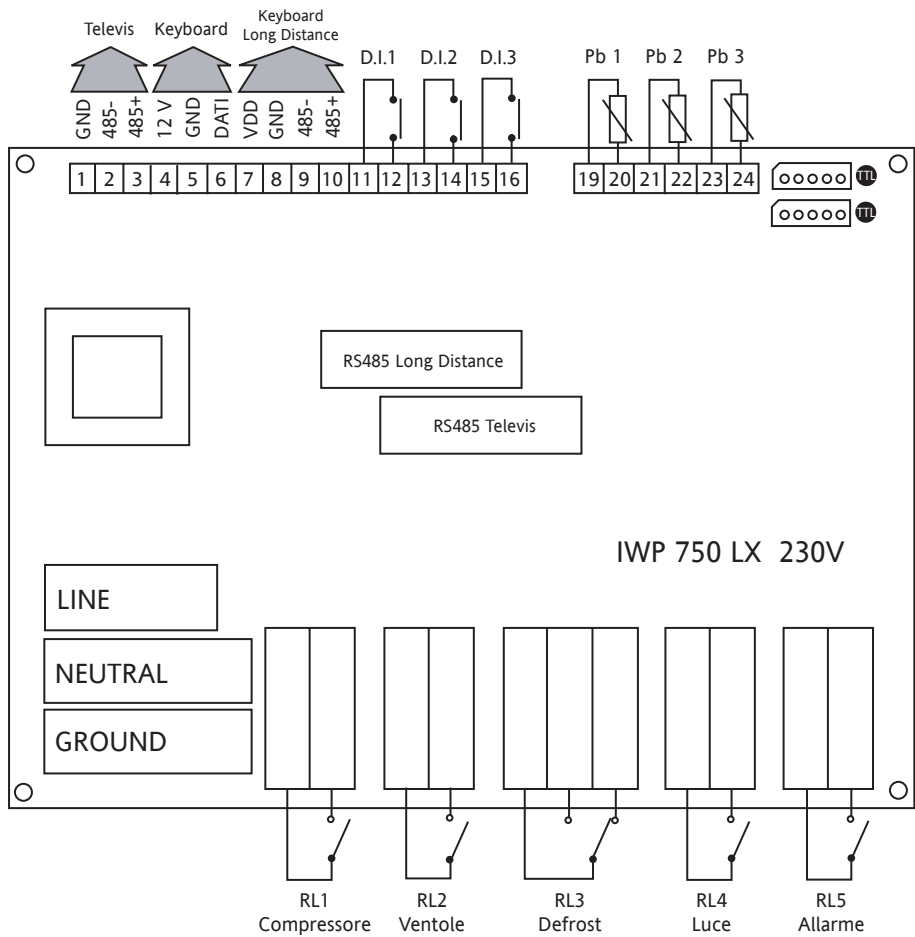 Televis
Keyboard
Keyboard
Long Distance
D.I.1
D.I.2
D.I.3
Pb 1
Pb 2
Pb 3
GND
485-
485+
12 V
GND
DATI
VDD
GND
485-
485+
1 2 3 4 5 6 7 8 9 10 11 12 13 14 15 16
19 20 21 22 23 24
TTL
TTL
RS485 Long Distance
RS485 Televis
IWP 750 LX 230V
LINE
NEUTRAL
GROUND
RL1
Compressore
RL2
Ventole
RL3
Defrost
RL4
Luce
RL5
Allarme